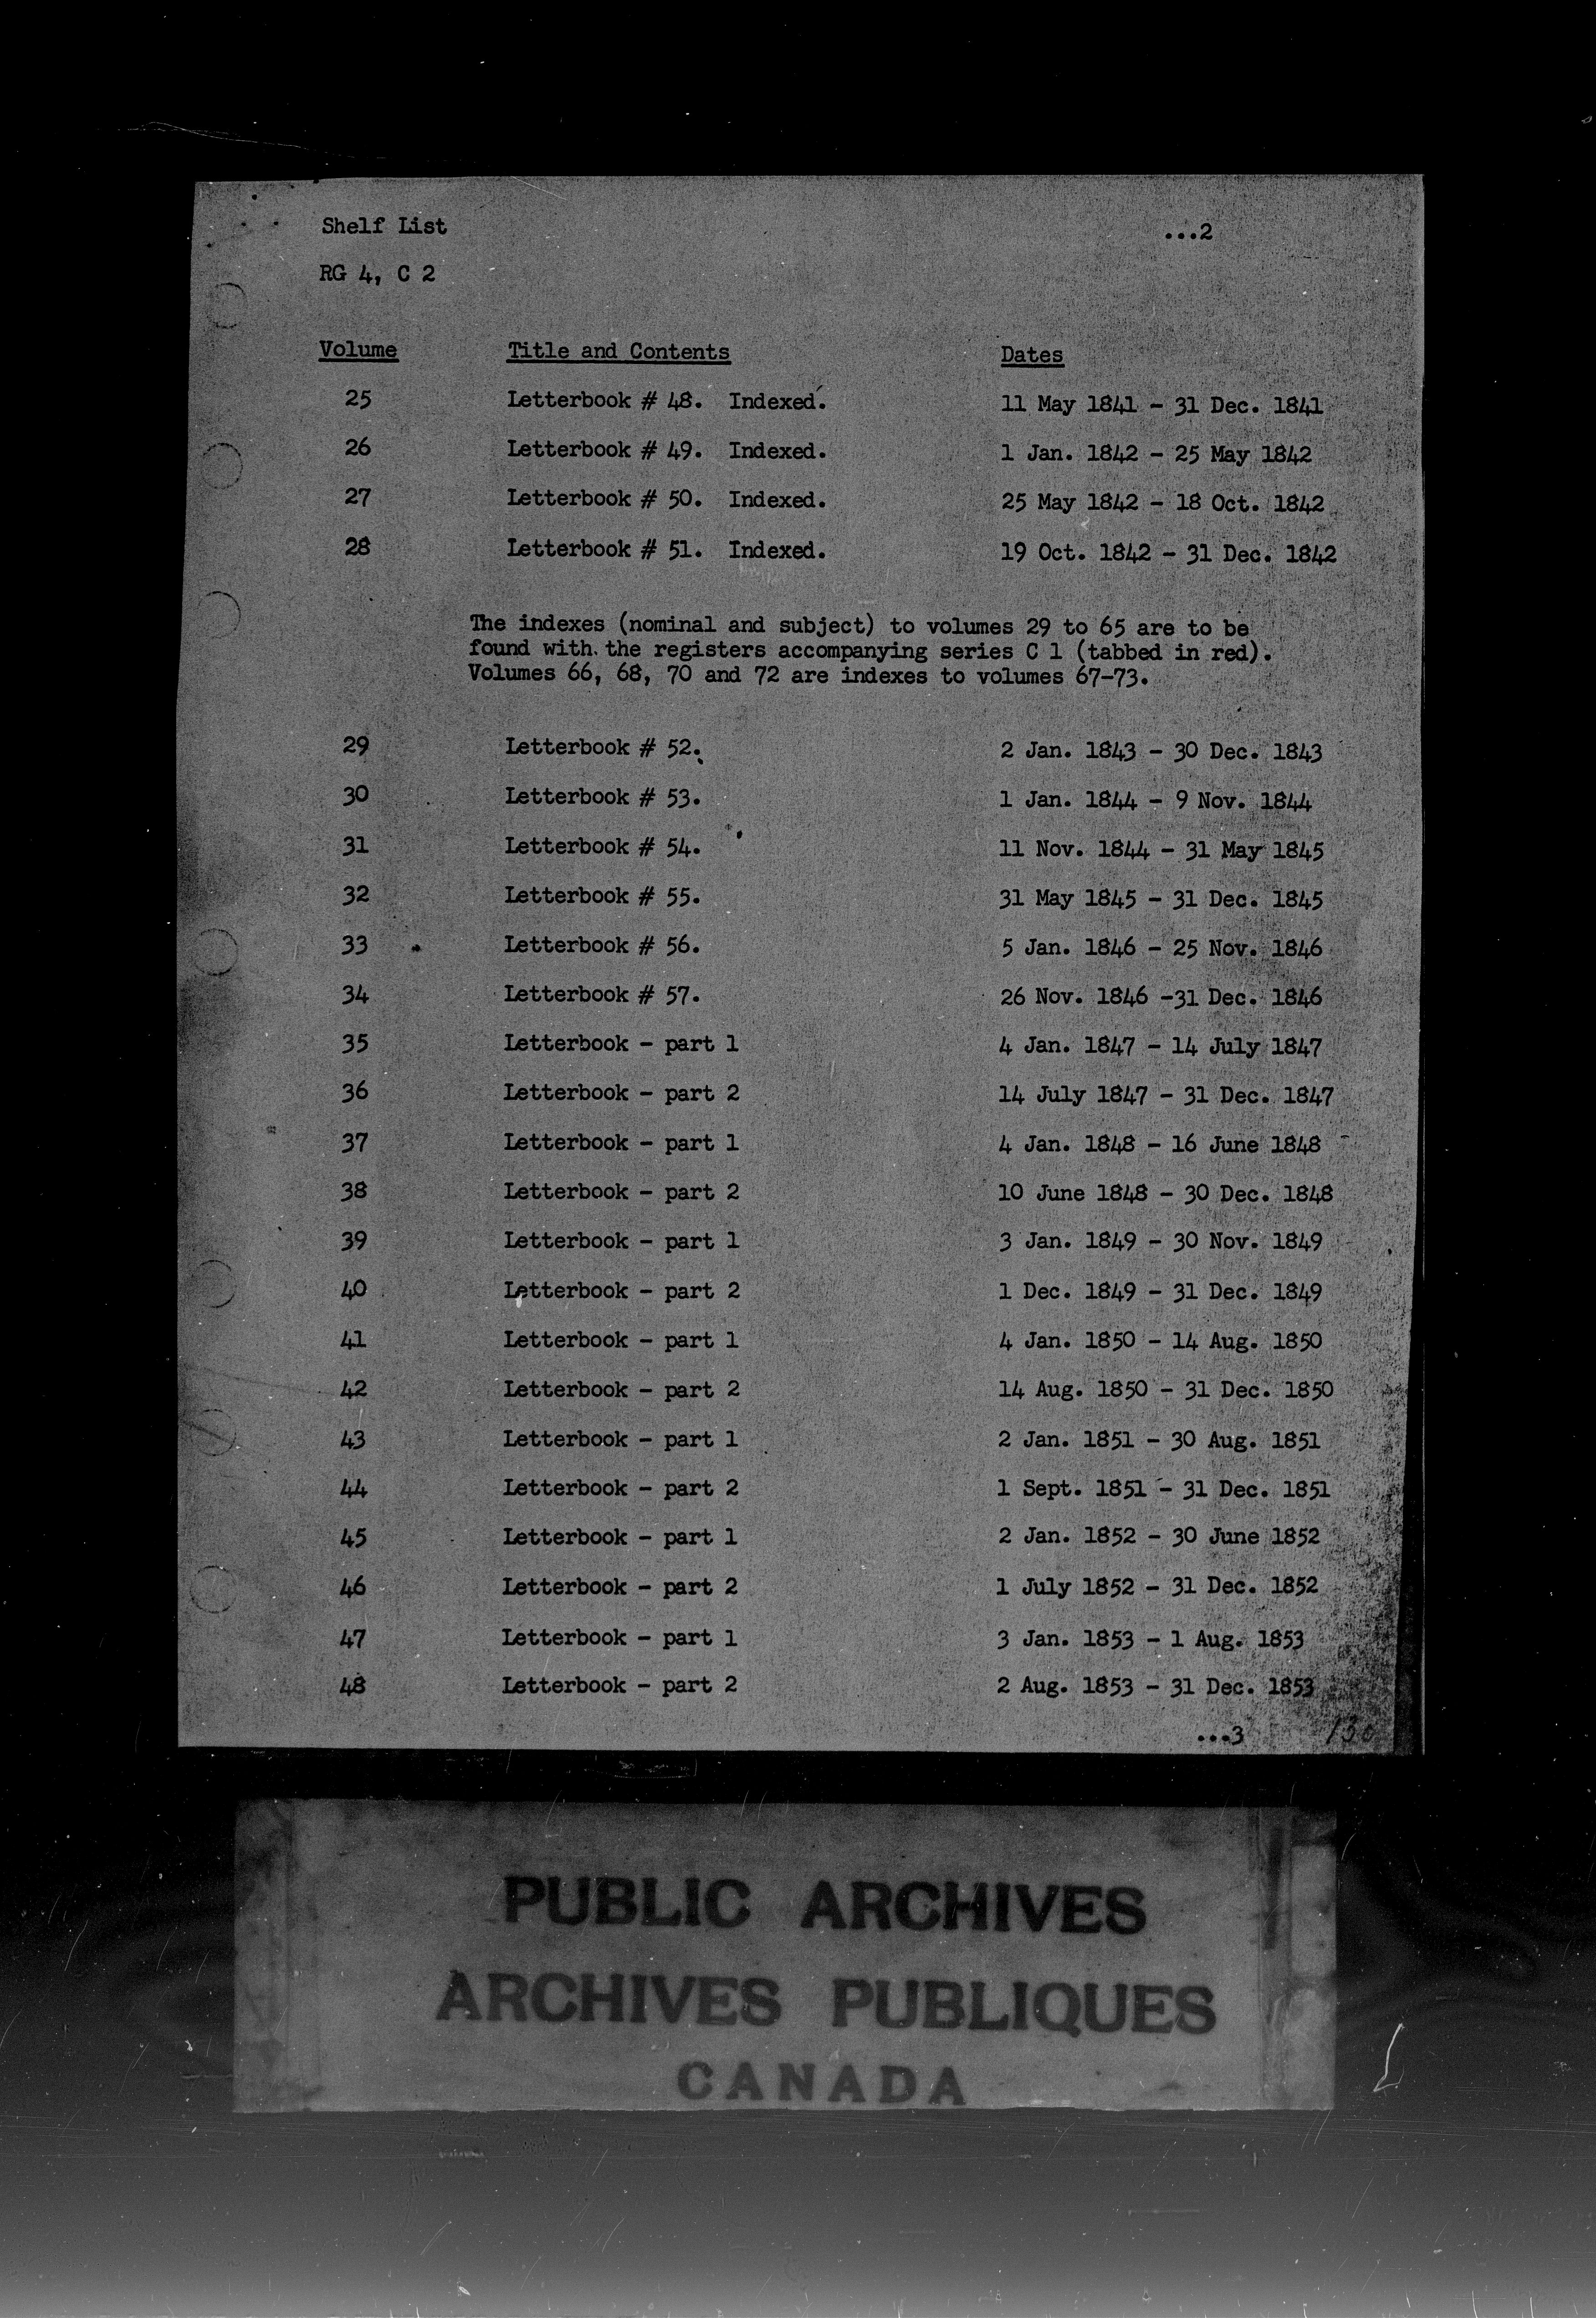 Shelf List ...2
RG 4, C 2
Volume Title and Contents Dates
25 Letterbook # 48. Indexed. 11 May 1841 - 31 Dec. 1841
26 Letterbook # 49. Indexed. 1 Jan. 1842 - 25 May 1842
27 Letterbook # 50. Indexed. 25 May 1842 - 18 Oct. 1842
28 Letterbook # 51. Indexed. 19 Oct. 1842 - 31 Dec. 1842
The indexes (nominal and subject) to volumes 29 to 65 are to be
found with the registers accompanying series C 1 (tabbed in red).
Volumes 66, 68, 70 and 72 are indexes to volumes 67-73.
29 Letterbook # 52. 2 Jan. 1843 - 30 Dec. 1843
30 Letterbook # 53. 1 Jan. 1844 - 9 Nov. 1844
31 Letterbook # 54. 11 Nov. 1844 - 31 May 1845
32 Letterbook # 55. 31 May 1845 - 31 Dec. 1845
33 Letterbook # 56. 5 Jan. 1846 - 25 Nov. 1846
34 Letterbook # 57. 26 Nov. 1846 -31 Dec. 1846
35 Letterbook - part 1 4 Jan. 1847 - 14 July 1847
36 Letterbook - part 2 14 July 1847 - 31 Dec. 1847
37 Letterbook - part 1 4 Jan. 1848 - 16 June 1848
38 Letterbook - part 2 10 June 1848 - 30 Dec. 1848
39 Letterbook - part 1 3 Jan. 1849 - 30 Nov. 1849
40 Letterbook - part 2 1 Dec. 1849 - 31 Dec. 1849
41 Letterbook - part 1 4 Jan. 1850 - 14 Aug. 1850
42 Letterbook - part 2 14 Aug. 1850 - 31 Dec. 1850
43 Letterbook - part 1 2 Jan. 1851 - 30 Aug. 1851
44 Letterbook - part 2 1 Sept. 1851 - 31 Dec. 1851
45 Letterbook - part 1 2 Jan. 1852 - 30 June 1852
46 Letterbook - part 2 1 July 1852 - 31 Dec. 1852
47 Letterbook - part 1 3 Jan. 1853 - 1 Aug. 1853
48 Letterbook - part 2 2 Aug. 1853 - 31 Dec. 1853
...3
PUBLIC ARCHIVES
ARCHIVES PUBLIQUES
CANADA